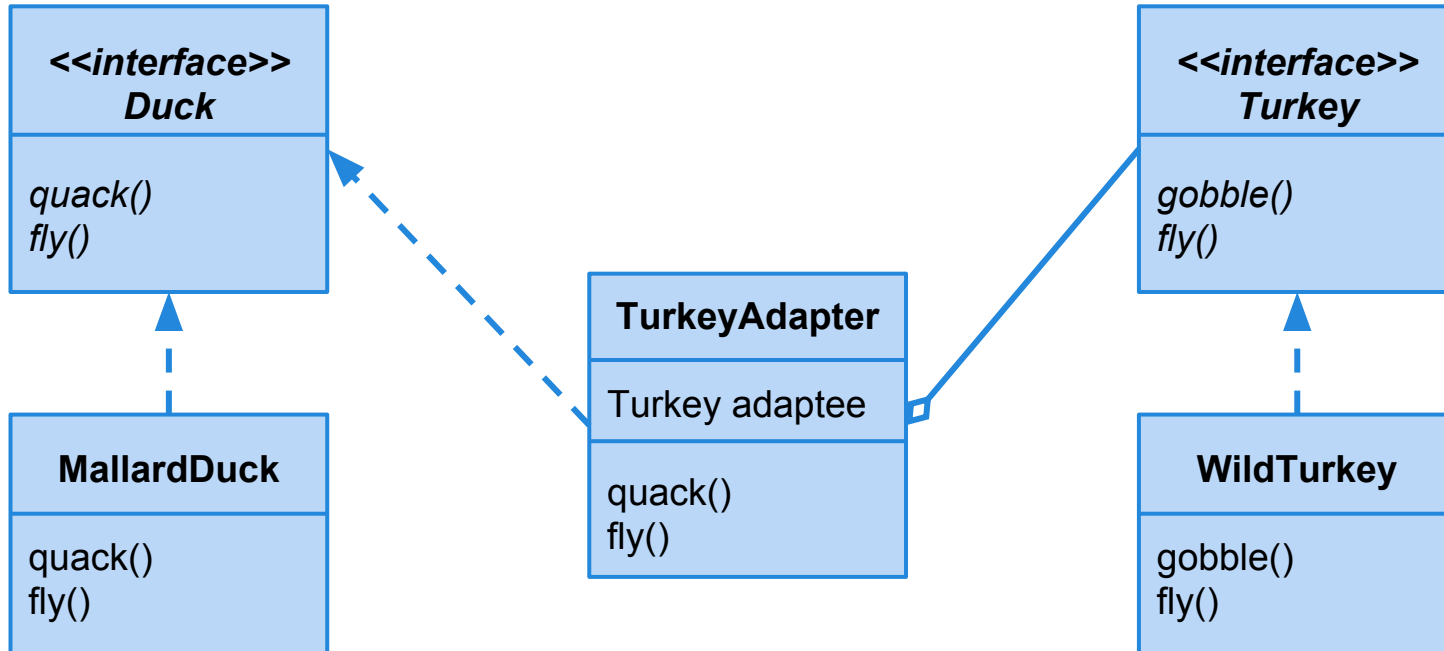 <<interface>>
Duck
quack()
fly()
MallardDuck
quack()
fly()
TurkeyAdapter
Turkey adaptee
quack()
fly()
<<interface>>
Turkey
gobble()
fly()
WildTurkey
gobble()
fly()